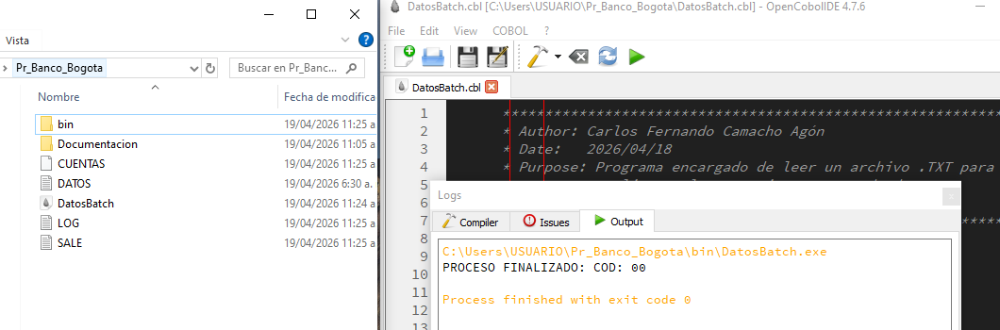 Vista
Pr_Banco_Bogota
Buscar en Pr_Banc...
Nombre
Fecha de modifica
bin 19/04/2026 11:25 a
Documentacion 19/04/2026 11:05 a
CUENTAS 19/04/2026 11:25 a
DATOS 19/04/2026 6:30 a.
DatosBatch 19/04/2026 11:24 a
LOG 19/04/2026 11:25 a
SALE 19/04/2026 11:25 a
DatosBatch.cbl [C:\Users\USUARIO\Pr_Banco_Bogota\DatosBatch.cbl] - OpenCobolIDE 4.7.6
File Edit View COBOL ?
DatosBatch.cbl
1 ************************************************************
2 * Author: Carlos Fernando Camacho Agón
3 * Date: 2026/04/18
4 * Purpose: Programa encargado de leer un archivo .TXT para
5
6
7
8
9
10
11
12
13
Logs
Compiler Issues Output
C:\Users\USUARIO\Pr_Banco_Bogota\bin\DatosBatch.exe
PROCESO FINALIZADO: COD: 00
Process finished with exit code 0